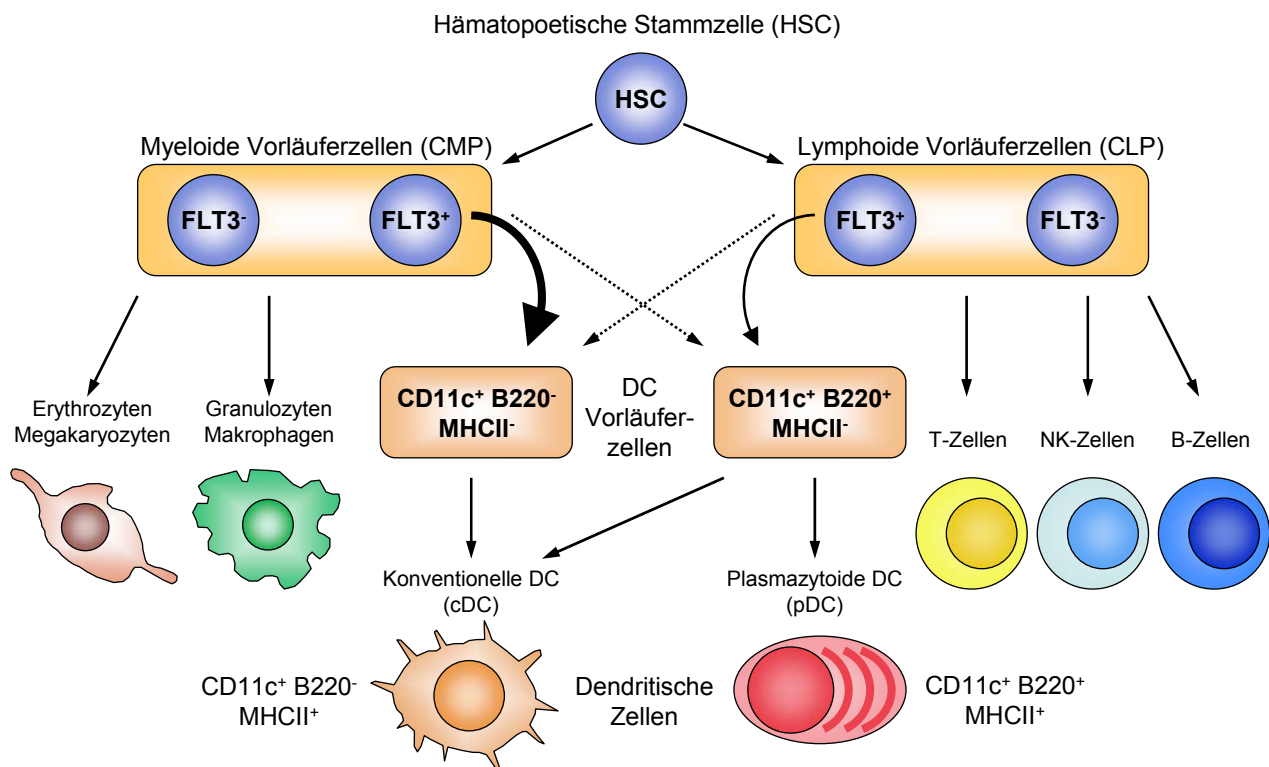 Hämatopoetische Stammzelle (HSC)
HSC
Myeloide Vorläuferzellen (CMP)
Lymphoide Vorläuferzellen (CLP)
FLT3⁻
FLT3⁺
FLT3⁺
FLT3⁻
Erythrozyten
Megakaryozyten
Granulozyten
Makrophagen
CD11c⁺ B220⁻
MHCII⁻
DC
Vorläufer-
zellen
CD11c⁺ B220⁺
MHCII⁻
T-Zellen
NK-Zellen
B-Zellen
Konventionelle DC
(cDC)
Plasmazytoide DC
(pDC)
CD11c⁺ B220⁻
MHCII⁺
Dendritische
Zellen
CD11c⁺ B220⁺
MHCII⁺